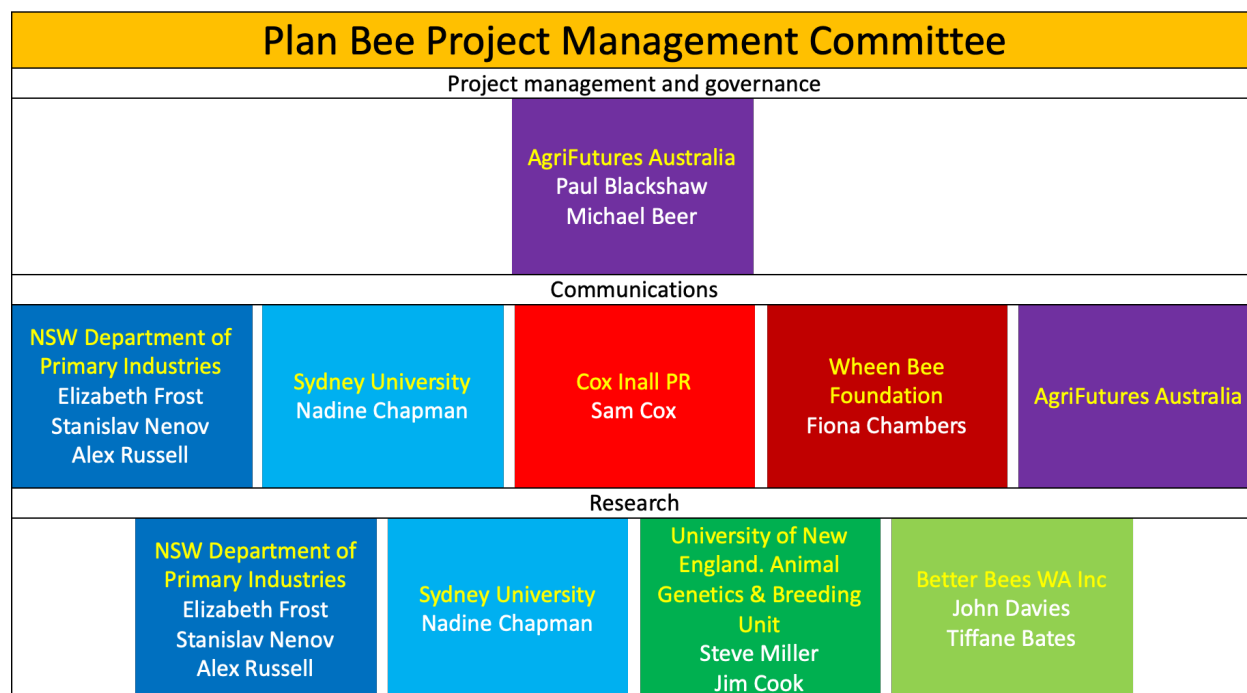 Plan Bee Project Management Committee
Project management and governance
AgriFutures Australia
Paul Blackshaw
Michael Beer
Communications
NSW Department of
Primary Industries
Elizabeth Frost
Stanislav Nenov
Alex Russell
Sydney University
Nadine Chapman
Cox Inall PR
Sam Cox
Wheen Bee
Foundation
Fiona Chambers
AgriFutures Australia
Research
NSW Department of
Primary Industries
Elizabeth Frost
Stanislav Nenov
Alex Russell
Sydney University
Nadine Chapman
University of New
England. Animal
Genetics & Breeding
Unit
Steve Miller
Jim Cook
Better Bees WA Inc
John Davies
Tiffane Bates